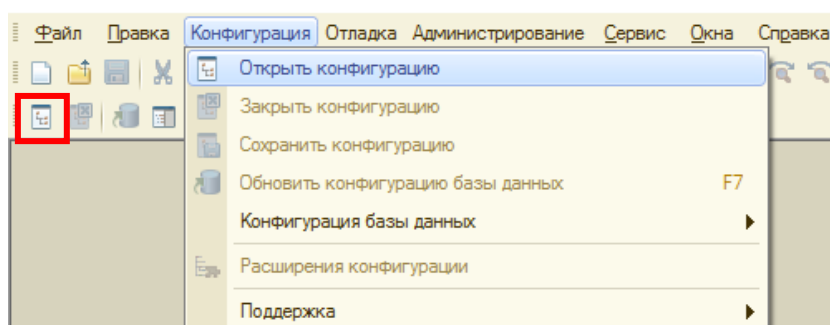 Файл Правка Конфигурация Отладка Администрирование Сервис Окна Справка
Открыть конфигурацию
Закрыть конфигурацию
Сохранить конфигурацию
Обновить конфигурацию базы данных F7
Конфигурация базы данных
Расширения конфигурации
Поддержка